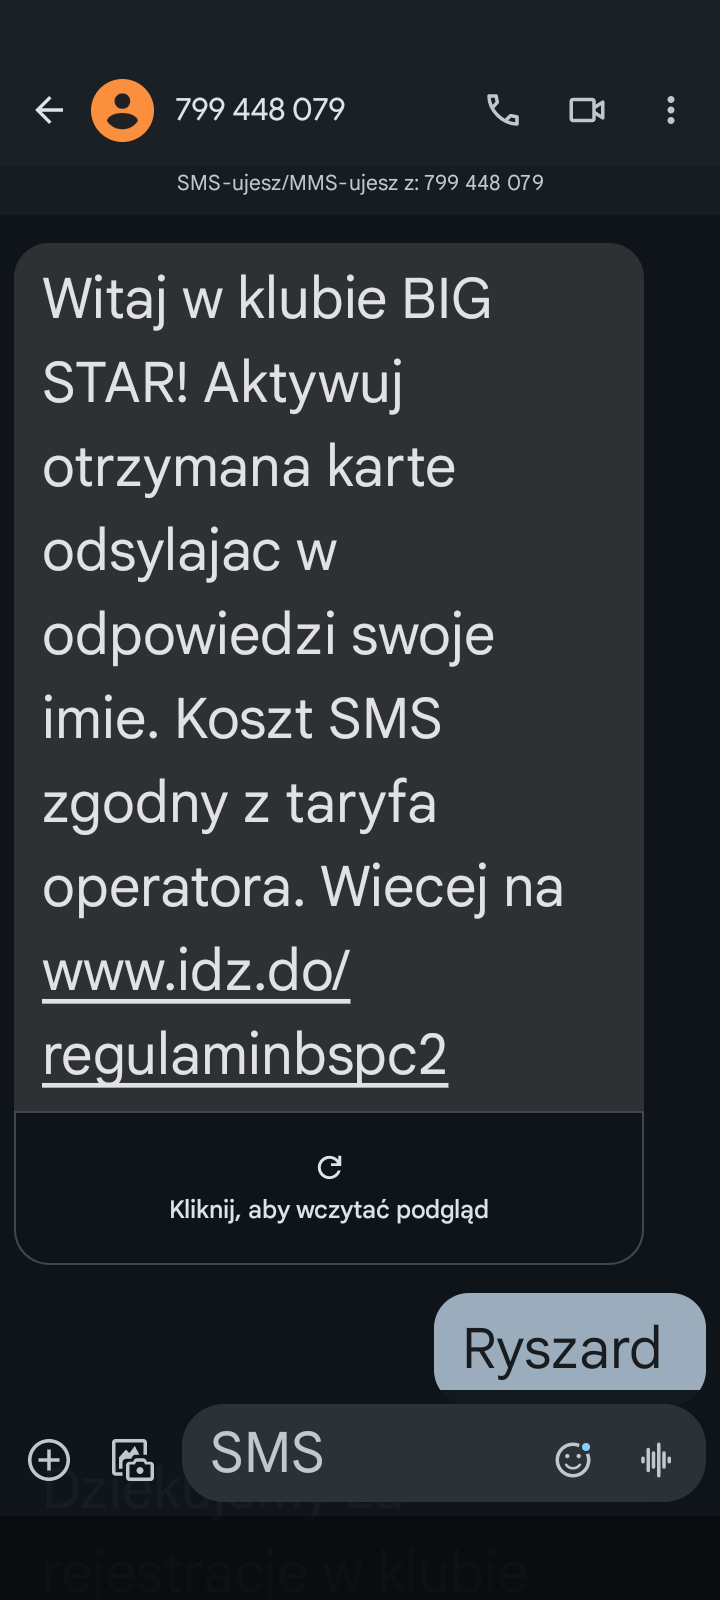 799 448 079
SMS-ujesz/MMS-ujesz z: 799 448 079
Witaj w klubie BIG
STAR! Aktywuj
otrzymana karte
odsylajac w
odpowiedzi swoje
imie. Koszt SMS
zgodny z taryfa
operatora. Wiecej na
www.idz.do/
regulaminbspc2
Kliknij, aby wczytać podgląd
Ryszard
SMS
Dziekujemy za
rejestracje w klubie